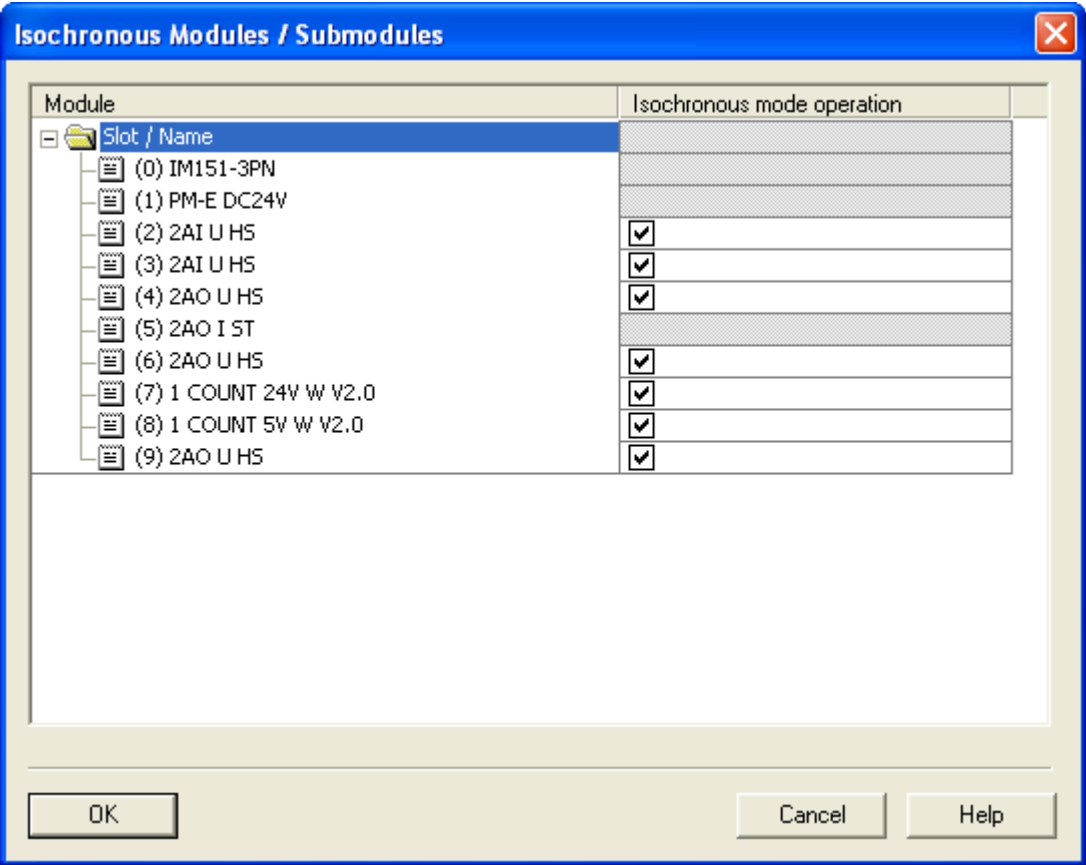 Isochronous Modules / Submodules
Module Isochronous mode operation
Slot / Name
(0) IM151-3PN
(1) PM-E DC24V
(2) 2AI U HS
(3) 2AI U HS
(4) 2AO U HS
(5) 2AO I ST
(6) 2AO U HS
(7) 1 COUNT 24V W V2.0
(8) 1 COUNT 5V W V2.0
(9) 2AO U HS
OK Cancel Help